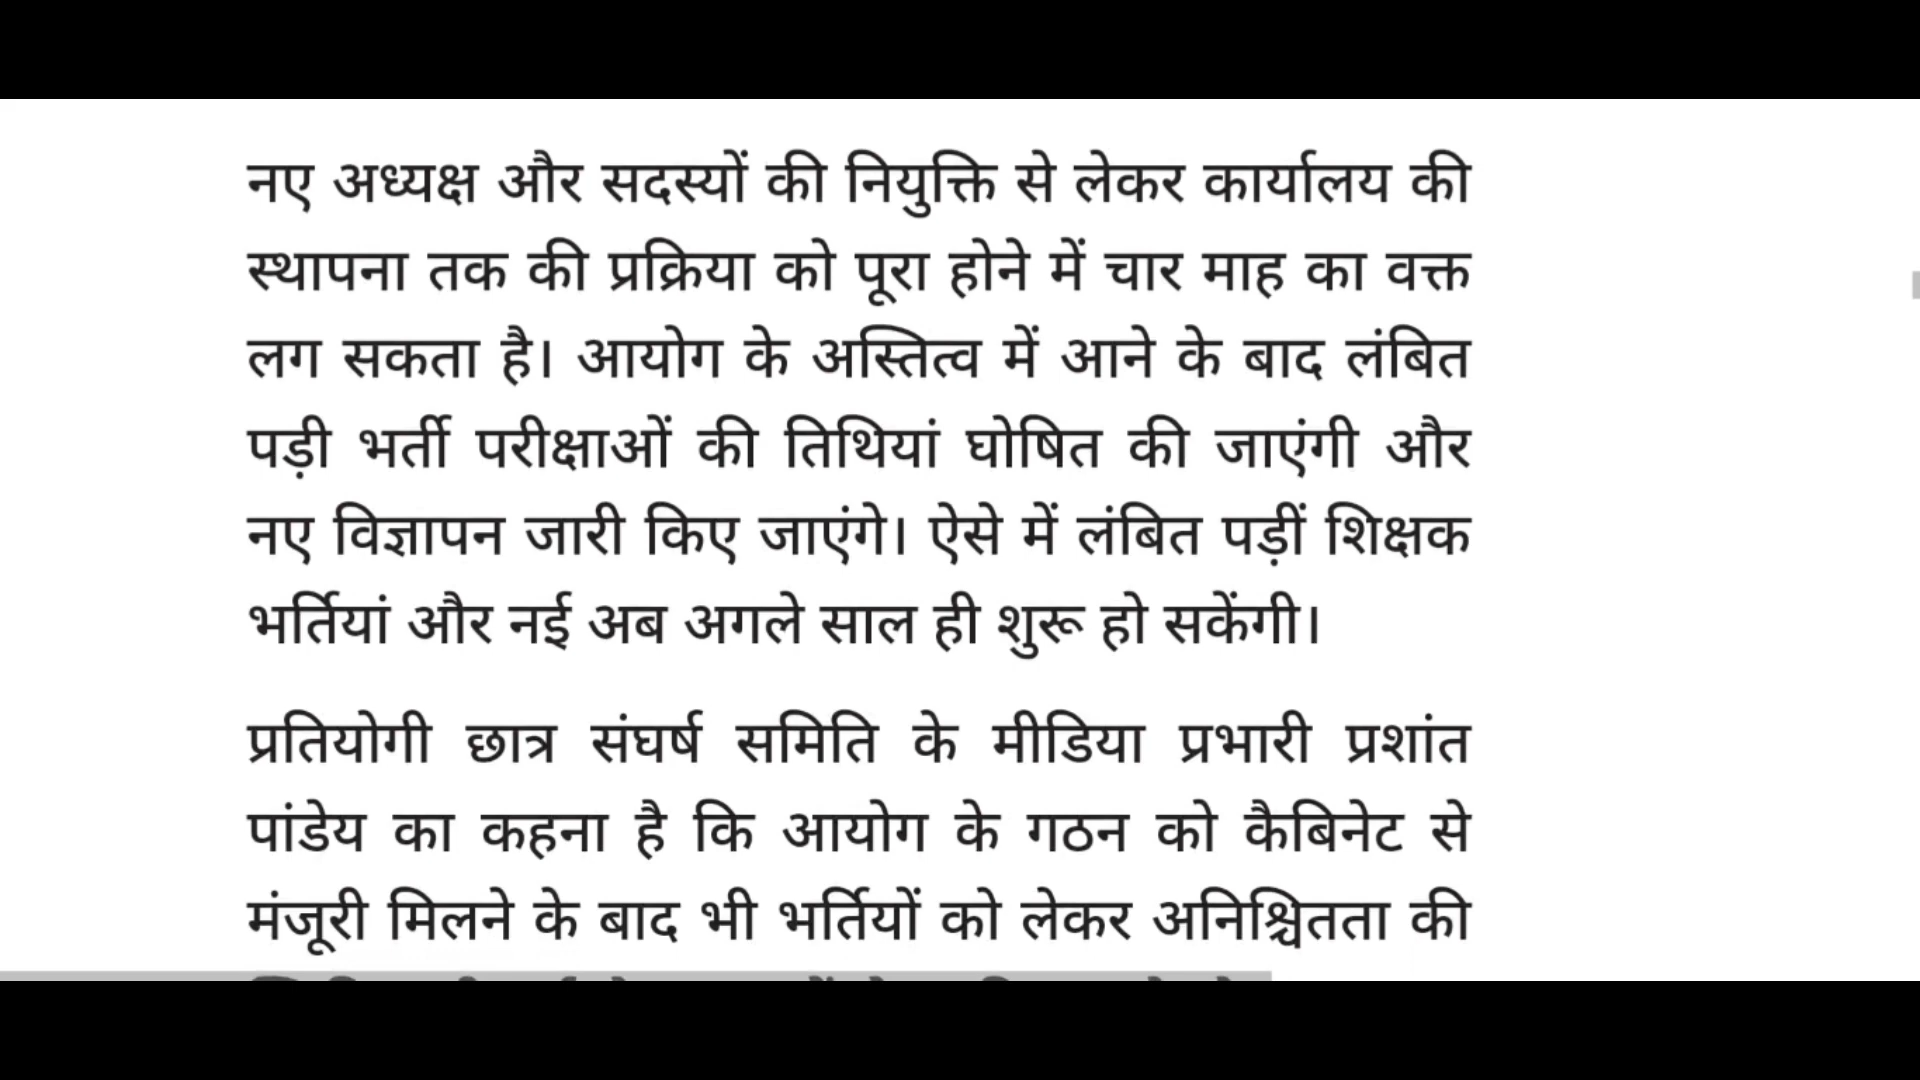 नए अध्यक्ष और सदस्यों की नियुक्ति से लेकर कार्यालय की
स्थापना तक की प्रक्रिया को पूरा होने में चार माह का वक्त
लग सकता है। आयोग के अस्तित्व में आने के बाद लंबित
पड़ी भर्ती परीक्षाओं की तिथियां घोषित की जाएंगी और
नए विज्ञापन जारी किए जाएंगे। ऐसे में लंबित पड़ीं शिक्षक
भर्तियां और नई अब अगले साल ही शुरू हो सकेंगी।
प्रतियोगी छात्र संघर्ष समिति के मीडिया प्रभारी प्रशांत
पांडेय का कहना है कि आयोग के गठन को कैबिनेट से
मंजूरी मिलने के बाद भी भर्तियों को लेकर अनिश्चितता की